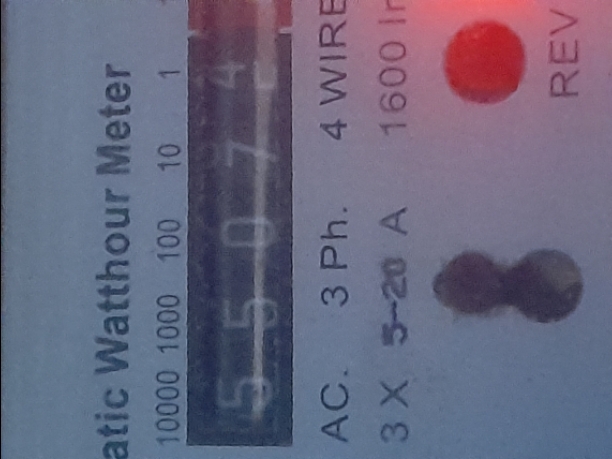 atic Watthour Meter
10000 1000 100 10 1
5 5 0 7 4
AC. 3 Ph. 4 WIRE
3 X 5-20 A 1600 I
REV